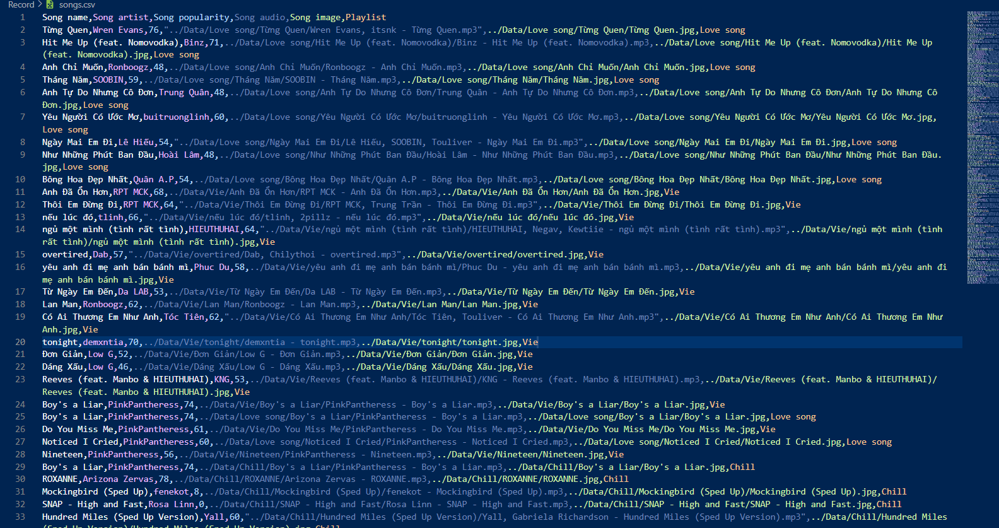 Record > songs.csv
1 Song name,Song artist,Song popularity,Song audio,Song image,Playlist
2 Từng Quen,Wren Evans,76,"../Data/Love song/Từng Quen/Wren Evans, itsnk - Từng Quen.mp3",../Data/Love song/Từng Quen/Từng Quen.jpg,Love song
3 Hit Me Up (feat. Nomovodka),Binz,71,../Data/Love song/Hit Me Up (feat. Nomovodka)/Binz - Hit Me Up (feat. Nomovodka).mp3,../Data/Love song/Hit Me Up (feat. Nomovodka)/Hit Me Up
(feat. Nomovodka).jpg,Love song
4 Anh Chỉ Muốn,Ronboogz,48,../Data/Love song/Anh Chỉ Muốn/Ronboogz - Anh Chỉ Muốn.mp3,../Data/Love song/Anh Chỉ Muốn/Anh Chỉ Muốn.jpg,Love song
5 Tháng Năm,SOOBIN,59,../Data/Love song/Tháng Năm/SOOBIN - Tháng Năm.mp3,../Data/Love song/Tháng Năm/Tháng Năm.jpg,Love song
6 Anh Tự Do Nhưng Cô Đơn,Trung Quân,48,../Data/Love song/Anh Tự Do Nhưng Cô Đơn/Trung Quân - Anh Tự Do Nhưng Cô Đơn.mp3,../Data/Love song/Anh Tự Do Nhưng Cô Đơn/Anh Tự Do Nhưng Cô
Đơn.jpg,Love song
7 Yêu Người Có Ước Mơ,buitruonglinh,60,../Data/Love song/Yêu Người Có Ước Mơ/buitruonglinh - Yêu Người Có Ước Mơ.mp3,../Data/Love song/Yêu Người Có Ước Mơ/Yêu Người Có Ước Mơ.jpg,
Love song
8 Ngày Mai Em Đi,Lê Hiếu,54,"../Data/Love song/Ngày Mai Em Đi/Lê Hiếu, SOOBIN, Touliver - Ngày Mai Em Đi.mp3",../Data/Love song/Ngày Mai Em Đi/Ngày Mai Em Đi.jpg,Love song
9 Như Những Phút Ban Đầu,Hoài Lâm,48,../Data/Love song/Như Những Phút Ban Đầu/Hoài Lâm - Như Những Phút Ban Đầu.mp3,../Data/Love song/Như Những Phút Ban Đầu/Như Những Phút Ban Đầu.
jpg,Love song
10 Bông Hoa Đẹp Nhất,Quân A.P,54,../Data/Love song/Bông Hoa Đẹp Nhất/Quân A.P - Bông Hoa Đẹp Nhất.mp3,../Data/Love song/Bông Hoa Đẹp Nhất/Bông Hoa Đẹp Nhất.jpg,Love song
11 Anh Đã Ổn Hơn,RPT MCK,68,../Data/Vie/Anh Đã Ổn Hơn/RPT MCK - Anh Đã Ổn Hơn.mp3,../Data/Vie/Anh Đã Ổn Hơn/Anh Đã Ổn Hơn.jpg,Vie
12 Thôi Em Đừng Đi,RPT MCK,64,"../Data/Vie/Thôi Em Đừng Đi/RPT MCK, Trung Trần - Thôi Em Đừng Đi.mp3",../Data/Vie/Thôi Em Đừng Đi/Thôi Em Đừng Đi.jpg,Vie
13 nếu lúc đó,tlinh,66,"../Data/Vie/nếu lúc đó/tlinh, 2pillz - nếu lúc đó.mp3",../Data/Vie/nếu lúc đó/nếu lúc đó.jpg,Vie
14 ngủ một mình (tình rất tình),HIEUTHUHAI,64,"../Data/Vie/ngủ một mình (tình rất tình)/HIEUTHUHAI, Negav, Kewtiie - ngủ một mình (tình rất tình).mp3",../Data/Vie/ngủ một mình (tình
rất tình)/ngủ một mình (tình rất tình).jpg,Vie
15 overtired,Dab,57,"../Data/Vie/overtired/Dab, Chilythoi - overtired.mp3",../Data/Vie/overtired/overtired.jpg,Vie
16 yêu anh đi mẹ anh bán bánh mì,Phuc Du,58,../Data/Vie/yêu anh đi mẹ anh bán bánh mì/Phuc Du - yêu anh đi mẹ anh bán bánh mì.mp3,../Data/Vie/yêu anh đi mẹ anh bán bánh mì/yêu anh đi
mẹ anh bán bánh mì.jpg,Vie
17 Từ Ngày Em Đến,Da LAB,53,../Data/Vie/Từ Ngày Em Đến/Da LAB - Từ Ngày Em Đến.mp3,../Data/Vie/Từ Ngày Em Đến/Từ Ngày Em Đến.jpg,Vie
18 Lan Man,Ronboogz,62,../Data/Vie/Lan Man/Ronboogz - Lan Man.mp3,../Data/Vie/Lan Man/Lan Man.jpg,Vie
19 Có Ai Thương Em Như Anh,Tóc Tiên,62,"../Data/Vie/Có Ai Thương Em Như Anh/Tóc Tiên, Touliver - Có Ai Thương Em Như Anh.mp3",../Data/Vie/Có Ai Thương Em Như Anh/Có Ai Thương Em Như
Anh.jpg,Vie
20 tonight,demxntia,70,../Data/Vie/tonight/demxntia - tonight.mp3,../Data/Vie/tonight/tonight.jpg,Vie
21 Đơn Giản,Low G,52,../Data/Vie/Đơn Giản/Low G - Đơn Giản.mp3,../Data/Vie/Đơn Giản/Đơn Giản.jpg,Vie
22 Dáng Xấu,Low G,46,../Data/Vie/Dáng Xấu/Low G - Dáng Xấu.mp3,../Data/Vie/Dáng Xấu/Dáng Xấu.jpg,Vie
23 Reeves (feat. Manbo & HIEUTHUHAI),KNG,53,../Data/Vie/Reeves (feat. Manbo & HIEUTHUHAI)/KNG - Reeves (feat. Manbo & HIEUTHUHAI).mp3,../Data/Vie/Reeves (feat. Manbo & HIEUTHUHAI)/
Reeves (feat. Manbo & HIEUTHUHAI).jpg,Vie
24 Boy's a Liar,PinkPantheress,74,../Data/Vie/Boy's a Liar/PinkPantheress - Boy's a Liar.mp3,../Data/Vie/Boy's a Liar/Boy's a Liar.jpg,Vie
25 Boy's a Liar,PinkPantheress,74,../Data/Love song/Boy's a Liar/PinkPantheress - Boy's a Liar.mp3,../Data/Love song/Boy's a Liar/Boy's a Liar.jpg,Love song
26 Do You Miss Me,PinkPantheress,61,../Data/Vie/Do You Miss Me/PinkPantheress - Do You Miss Me.mp3,../Data/Vie/Do You Miss Me/Do You Miss Me.jpg,Vie
27 Noticed I Cried,PinkPantheress,60,../Data/Love song/Noticed I Cried/PinkPantheress - Noticed I Cried.mp3,../Data/Love song/Noticed I Cried/Noticed I Cried.jpg,Love song
28 Nineteen,PinkPantheress,56,../Data/Vie/Nineteen/PinkPantheress - Nineteen.mp3,../Data/Vie/Nineteen/Nineteen.jpg,Vie
29 Boy's a Liar,PinkPantheress,74,../Data/Chill/Boy's a Liar/PinkPantheress - Boy's a Liar.mp3,../Data/Chill/Boy's a Liar/Boy's a Liar.jpg,Chill
30 ROXANNE,Arizona Zervas,78,../Data/Chill/ROXANNE/Arizona Zervas - ROXANNE.mp3,../Data/Chill/ROXANNE/ROXANNE.jpg,Chill
31 Mockingbird (Sped Up),fenekot,8,../Data/Chill/Mockingbird (Sped Up)/fenekot - Mockingbird (Sped Up).mp3,../Data/Chill/Mockingbird (Sped Up)/Mockingbird (Sped Up).jpg,Chill
32 SNAP - High and Fast,Rosa Linn,0,../Data/Chill/SNAP - High and Fast/Rosa Linn - SNAP - High and Fast.mp3,../Data/Chill/SNAP - High and Fast/SNAP - High and Fast.jpg,Chill
33 Hundred Miles (Sped Up Version),Yall,60,"../Data/Chill/Hundred Miles (Sped Up Version)/Yall, Gabriela Richardson - Hundred Miles (Sped Up Version).mp3",../Data/Chill/Hundred Miles
(Sped Up Version)/Hundred Miles (Sped Up Version).jpg,Chill